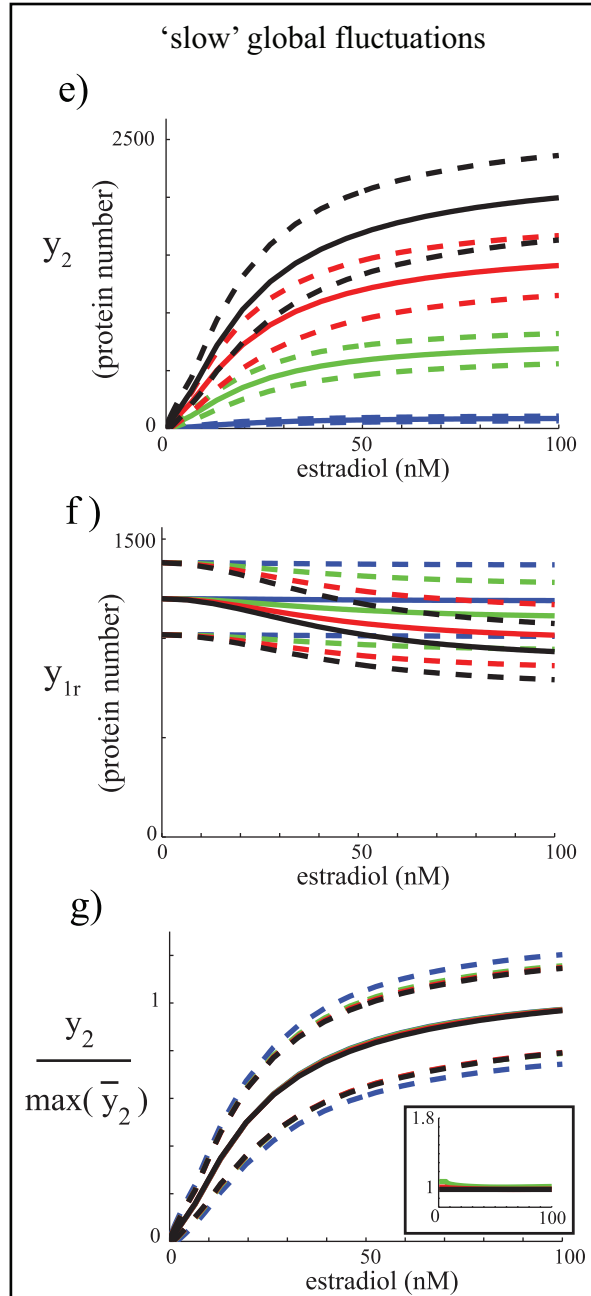 ‘slow’ global fluctuations
e)
2500
y2
(protein number)
0
50
100
estradiol (nM)
f )
1500
y1r
(protein number)
0
0
50
100
estradiol (nM)
g)
1
y2
max( y̅2 )
0
0
50
100
estradiol (nM)
1.8
1
0
100